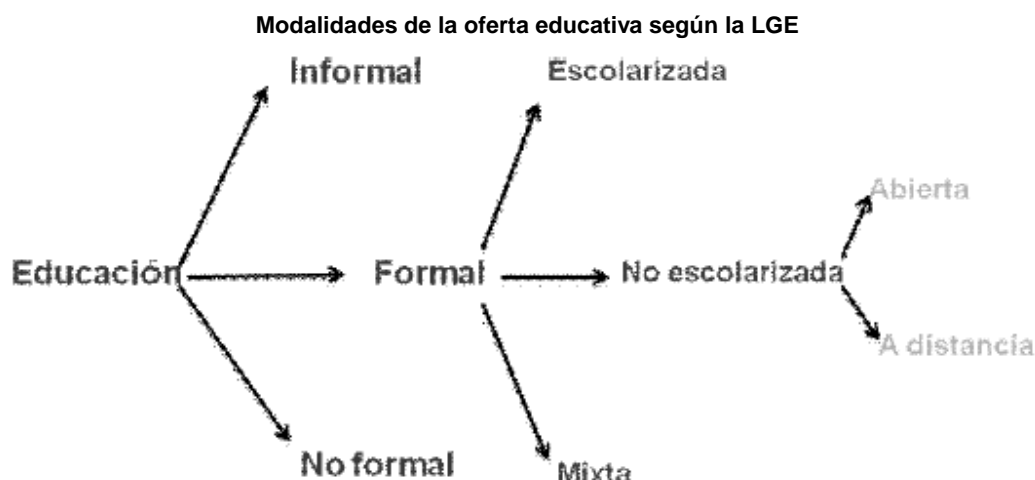 Modalidades de la oferta educativa según la LGE
Informal
Escolarizada
Abierta
Educación
Formal
No escolarizada
A distancia
No formal
Mixta